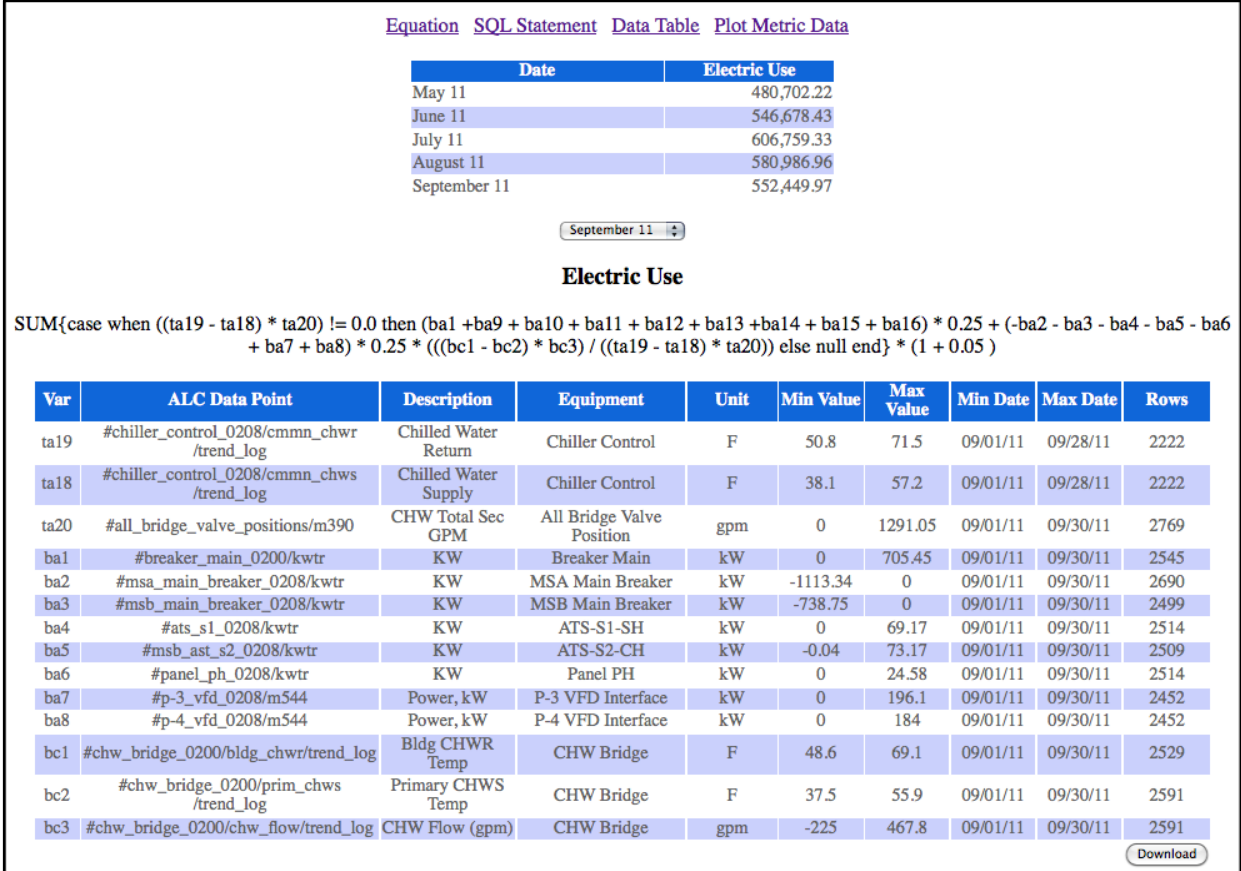 Equation SQL Statement Data Table Plot Metric Data
Date Electric Use
May 11 480,702.22
June 11 546,678.43
July 11 606,759.33
August 11 580,986.96
September 11 552,449.97
September 11
Electric Use
SUM{case when ((ta19 - ta18) * ta20) != 0.0 then (ba1 +ba9 + ba10 + ba11 + ba12 + ba13 +ba14 + ba15 + ba16) * 0.25 + (-ba2 - ba3 - ba4 - ba5 - ba6
+ ba7 + ba8) * 0.25 * (((bc1 - bc2) * bc3) / ((ta19 - ta18) * ta20)) else null end} * (1 + 0.05 )
Var ALC Data Point Description Equipment Unit Min Value Max Value Min Date Max Date Rows
ta19 #chiller_control_0208/cmmn_chwr /trend_log Chilled Water Return Chiller Control F 50.8 71.5 09/01/11 09/28/11 2222
ta18 #chiller_control_0208/cmmn_chws /trend_log Chilled Water Supply Chiller Control F 38.1 57.2 09/01/11 09/28/11 2222
ta20 #all_bridge_valve_positions/m390 CHW Total Sec GPM All Bridge Valve Position gpm 0 1291.05 09/01/11 09/30/11 2769
ba1 #breaker_main_0200/kwtr KW Breaker Main kW 0 705.45 09/01/11 09/30/11 2545
ba2 #msa_main_breaker_0208/kwtr KW MSA Main Breaker kW -1113.34 0 09/01/11 09/30/11 2690
ba3 #msb_main_breaker_0208/kwtr KW MSB Main Breaker kW -738.75 0 09/01/11 09/30/11 2499
ba4 #ats_s1_0208/kwtr KW ATS-S1-SH kW 0 69.17 09/01/11 09/30/11 2514
ba5 #msb_ast_s2_0208/kwtr KW ATS-S2-CH kW -0.04 73.17 09/01/11 09/30/11 2509
ba6 #panel_ph_0208/kwtr KW Panel PH kW 0 24.58 09/01/11 09/30/11 2514
ba7 #p-3_vfd_0208/m544 Power, kW P-3 VFD Interface kW 0 196.1 09/01/11 09/30/11 2452
ba8 #p-4_vfd_0208/m544 Power, kW P-4 VFD Interface kW 0 184 09/01/11 09/30/11 2452
bc1 #chw_bridge_0200/bldg_chwr/trend_log Bldg CHWR Temp CHW Bridge F 48.6 69.1 09/01/11 09/30/11 2529
bc2 #chw_bridge_0200/prim_chws /trend_log Primary CHWS Temp CHW Bridge F 37.5 55.9 09/01/11 09/30/11 2591
bc3 #chw_bridge_0200/chw_flow/trend_log CHW Flow (gpm) CHW Bridge gpm -225 467.8 09/01/11 09/30/11 2591
Download